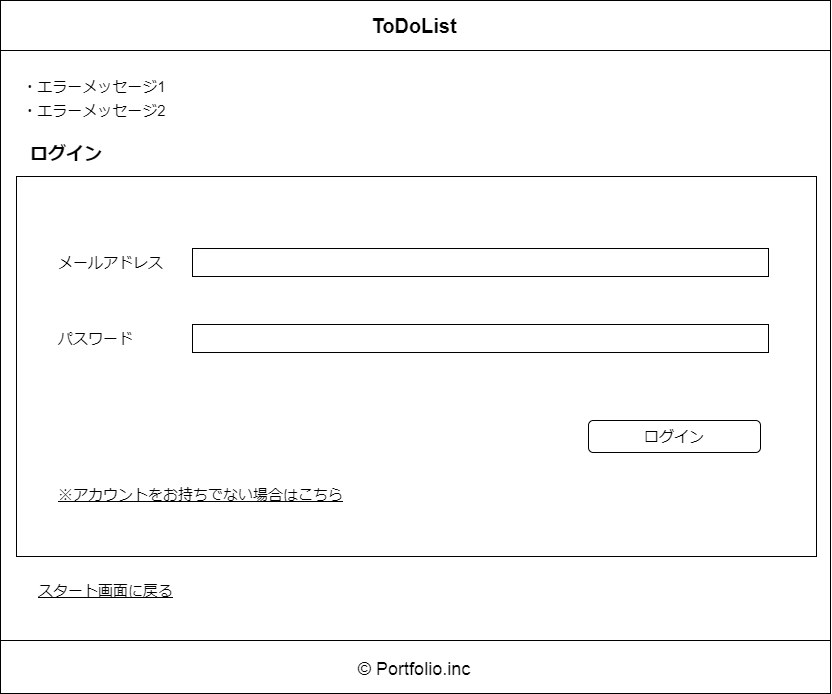 ToDoList
・エラーメッセージ1
・エラーメッセージ2
ログイン
メールアドレス
パスワード
ログイン
※アカウントをお持ちでない場合はこちら
スタート画面に戻る
© Portfolio.inc